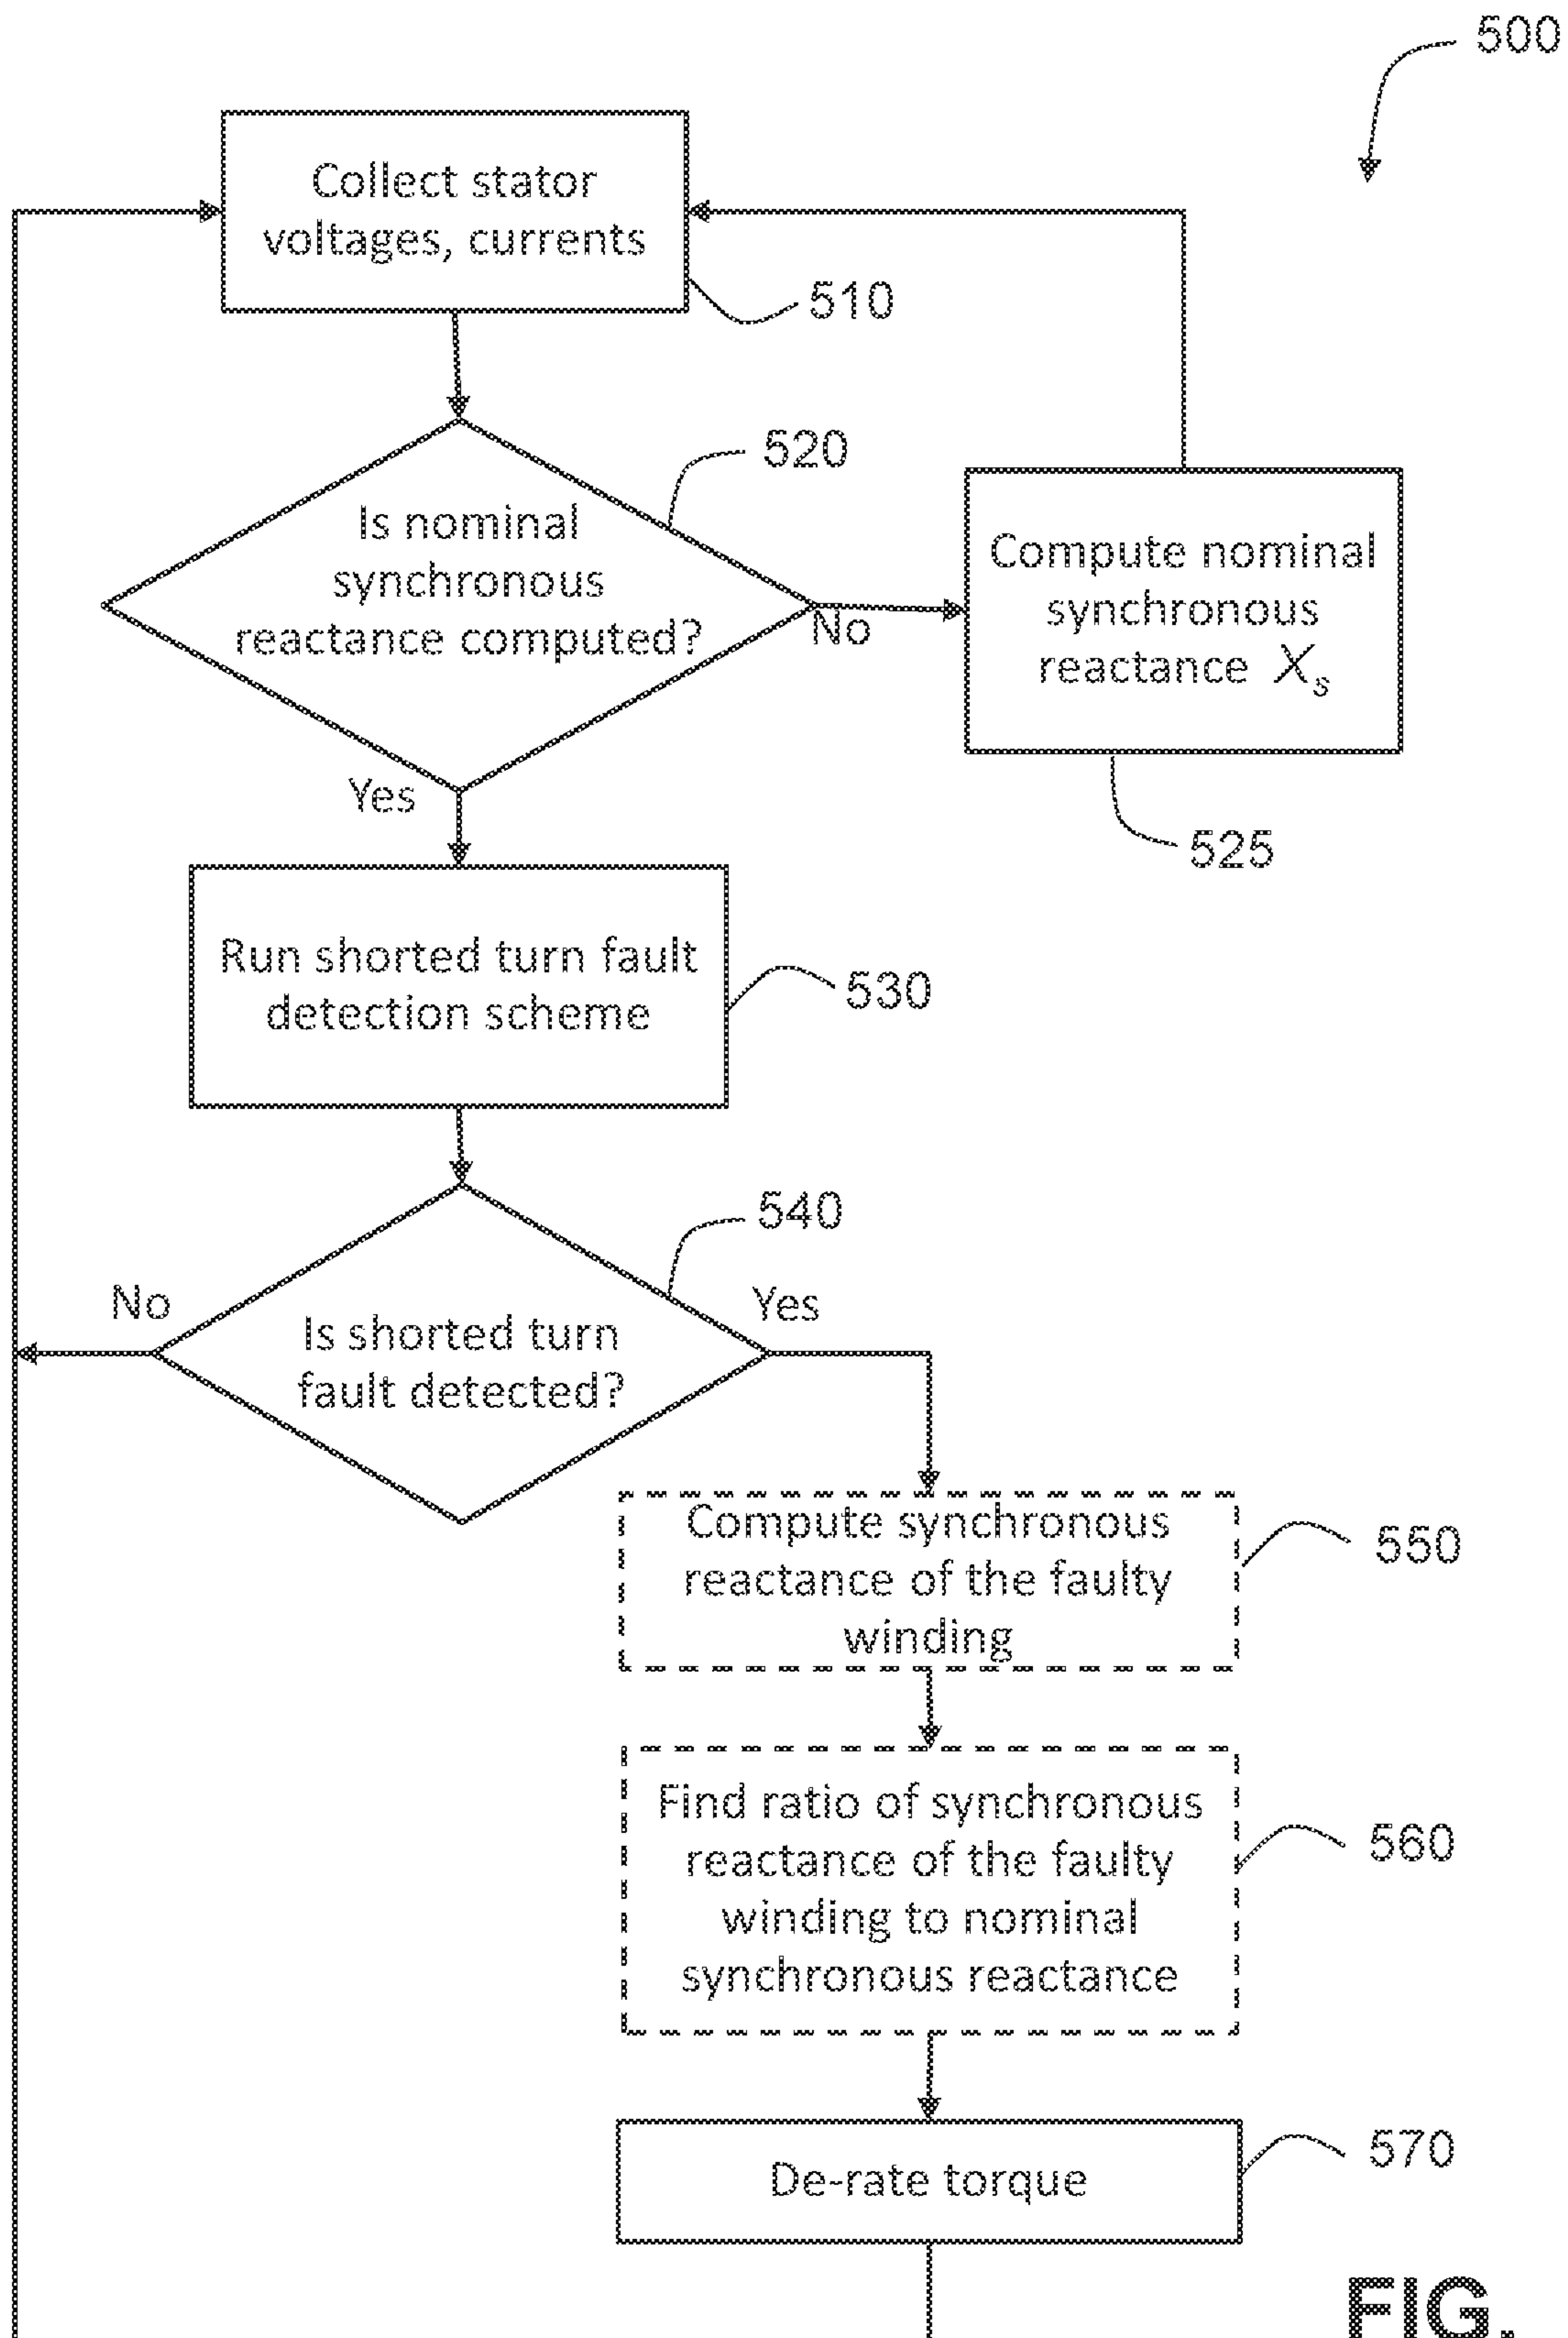 500
Collect stator
voltages, currents
510
520
Is nominal
synchronous
reactance computed?
No
Compute nominal
synchronous
reactance Xs
525
Yes
Run shorted turn fault
detection scheme
530
540
No
Yes
Is shorted turn
fault detected?
Compute synchronous
reactance of the faulty
winding
550
Find ratio of synchronous
reactance of the faulty
winding to nominal
synchronous reactance
560
De-rate torque
570
FIG.